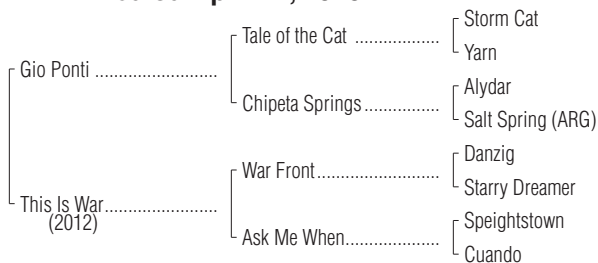 Storm Cat
Tale of the Cat
Yarn
Gio Ponti
Alydar
Chipeta Springs
Salt Spring (ARG)
Danzig
War Front
Starry Dreamer
This Is War
(2012)
Speightstown
Ask Me When
Cuando